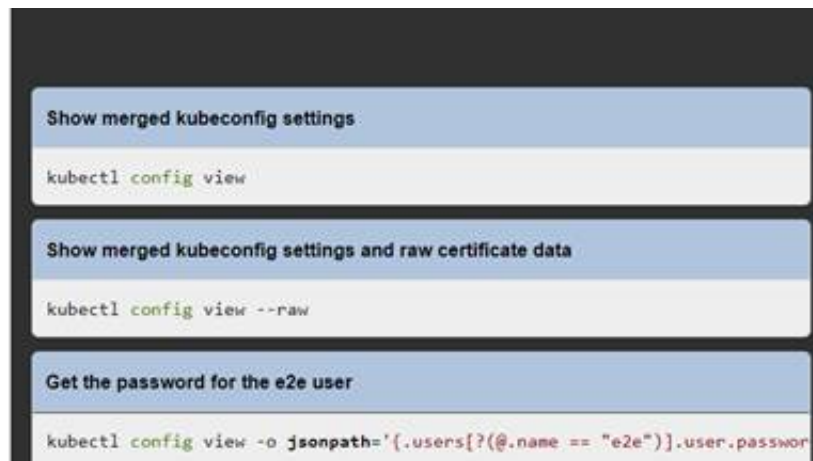 Show merged kubeconfig settings
kubectl config view
Show merged kubeconfig settings and raw certificate data
kubectl config view --raw
Get the password for the e2e user
kubectl config view -o jsonpath='{.users[?(@.name == "e2e")].user.passwor